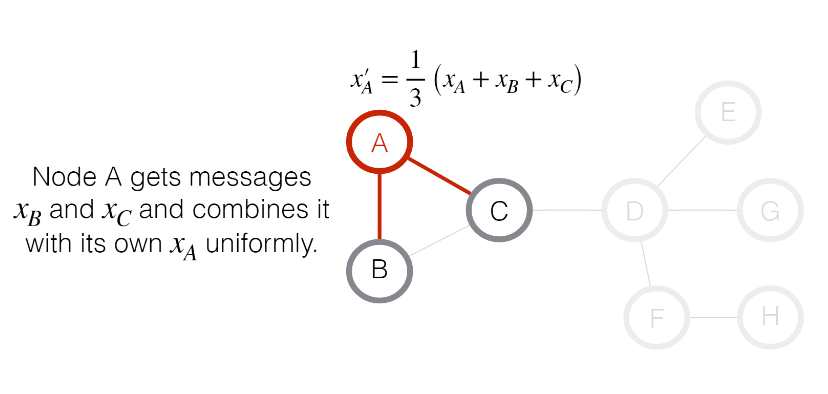 x′_A = 1/3 (x_A + x_B + x_C)
E
A
Node A gets messages
x_B and x_C and combines it
with its own x_A uniformly.
C
D
G
B
F
H